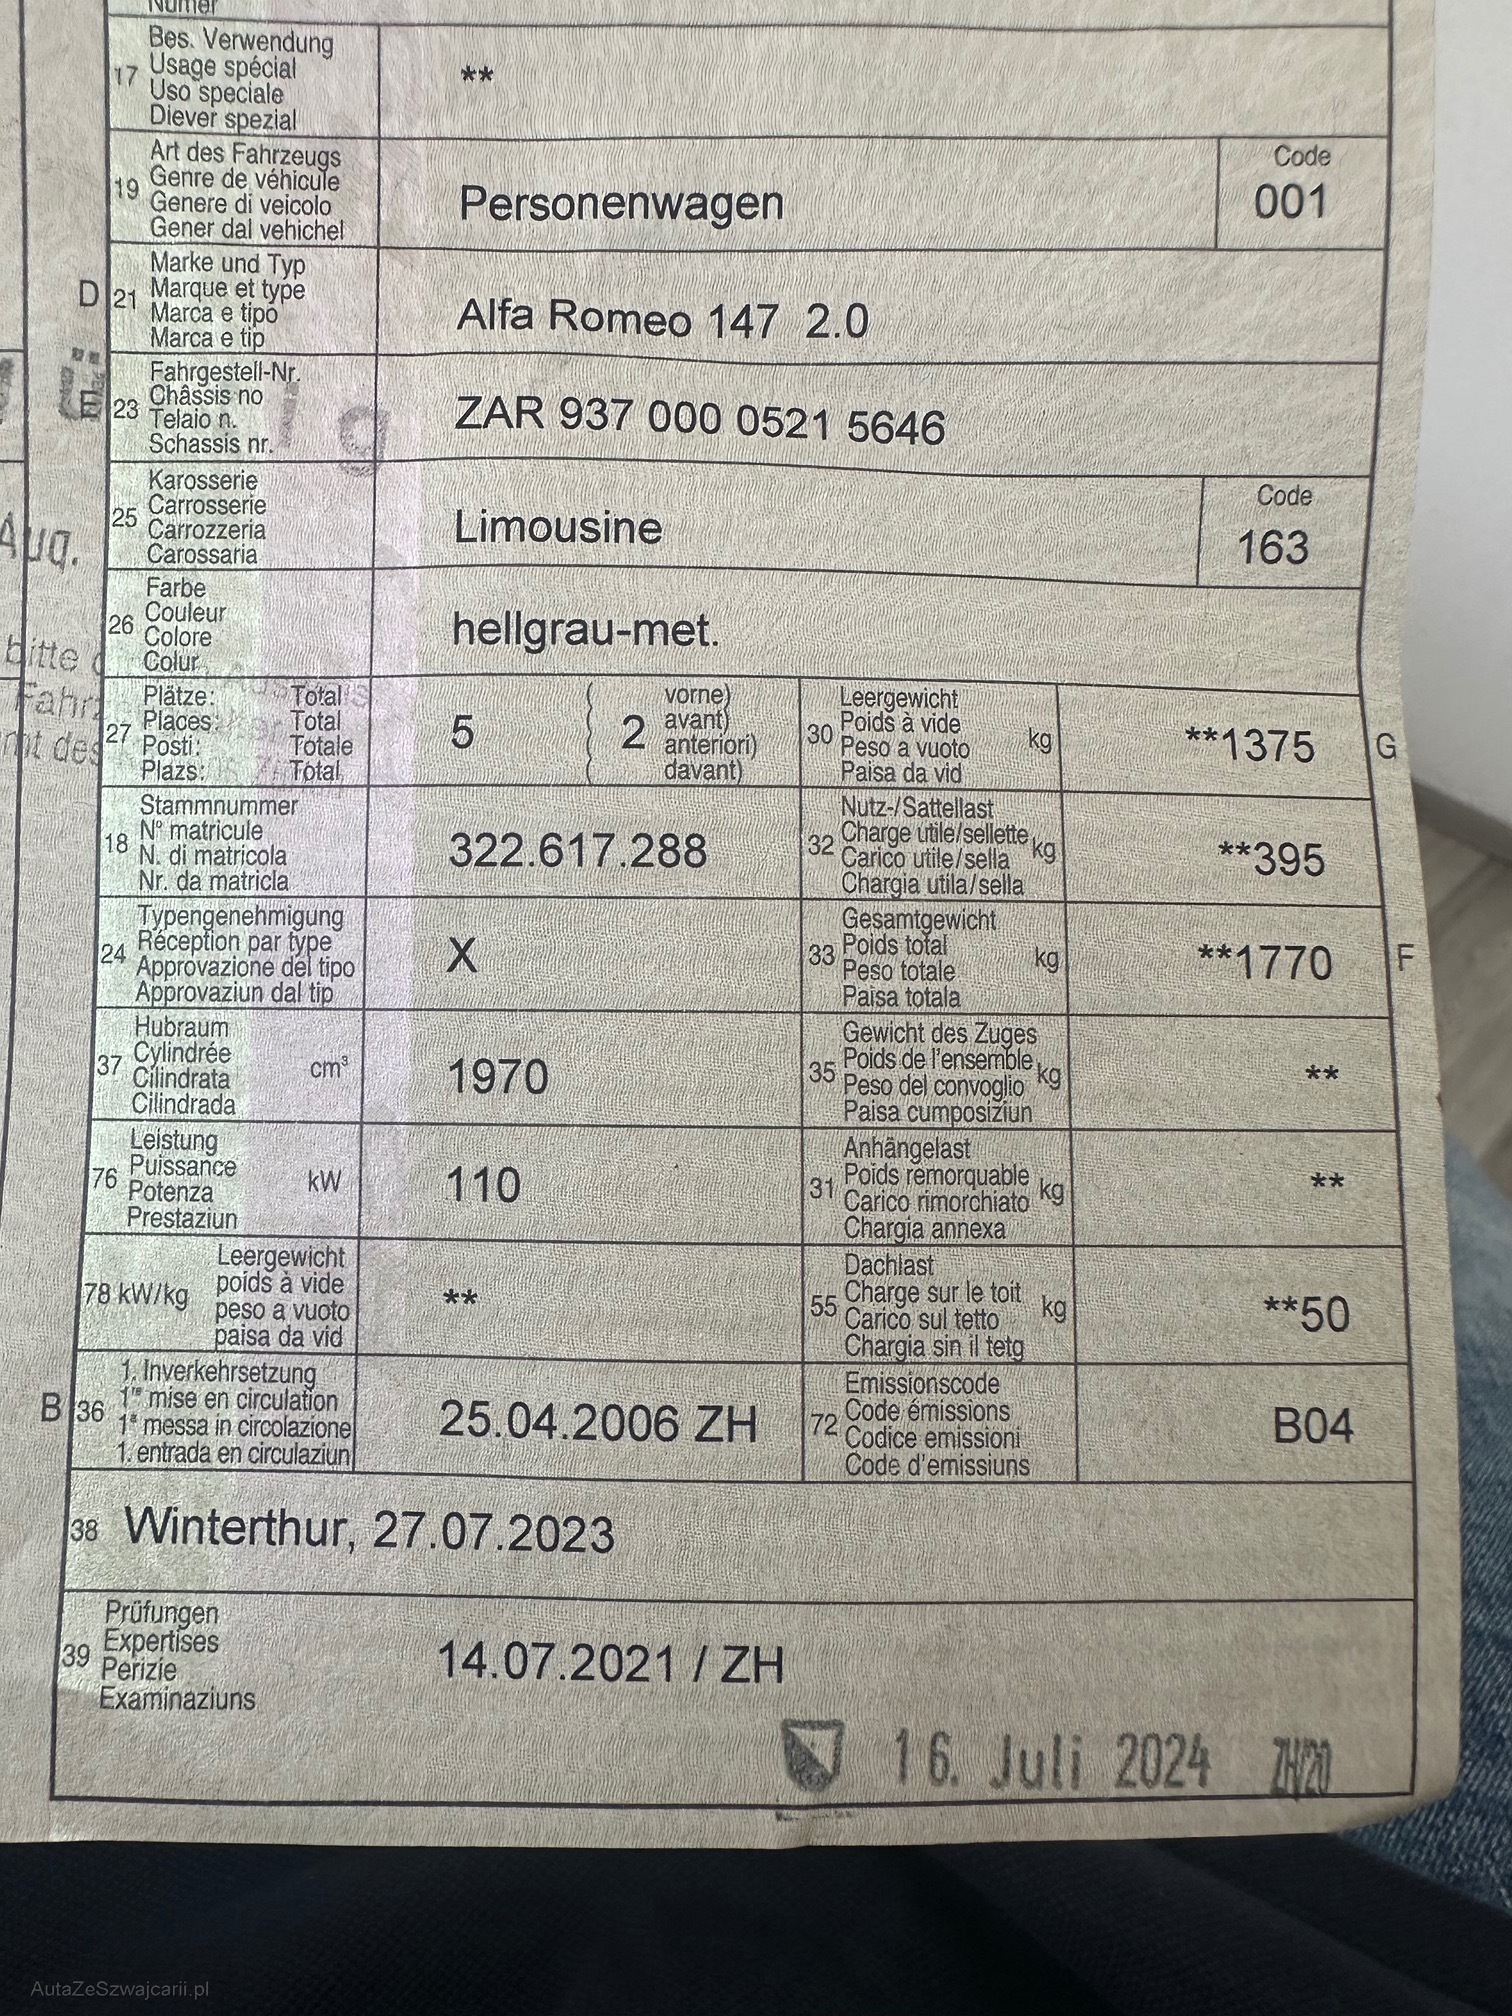 Numer
17 Bes. Verwendung
Usage spécial
Uso speciale
Diever spezial
**
19 Art des Fahrzeugs
Genre de véhicule
Genere di veicolo
Gener dal vehichel
Personenwagen
Code
001
D 21 Marke und Typ
Marque et type
Marca e tipo
Marca e tip
Alfa Romeo 147 2.0
E 23 Fahrgestell-Nr.
Châssis no
Telaio n.
Schassis nr.
ZAR 937 000 0521 5646
25 Karosserie
Carrosserie
Carrozzeria
Carossaria
Limousine
Code
163
Aug.
26 Farbe
Couleur
Colore
Colur
hellgrau-met.
bitte
27 Plätze: Total
Places: Total
Posti: Totale
Plazs: Total
5
2 vorne)
avant)
anteriori)
davant)
30 Leergewicht
Poids à vide
Peso a vuoto
Paisa da vid
kg
**1375 G
18 Stammnummer
N° matricule
N. di matricola
Nr. da matricla
322.617.288
32 Nutz-/Sattellast
Charge utile/sellette
Carico utile/sella
Chargia utila/sella
kg
**395
24 Typengenehmigung
Réception par type
Approvazione del tipo
Approvaziun dal tip
X
33 Gesamtgewicht
Poids total
Peso totale
Paisa totala
kg
**1770 F
37 Hubraum
Cylindrée
Cilindrata
Cilindrada
cm³
1970
35 Gewicht des Zuges
Poids de l'ensemble
Peso del convoglio
Paisa cumposiziun
kg
**
76 Leistung
Puissance
Potenza
Prestaziun
kW
110
31 Anhängelast
Poids remorquable
Carico rimorchiato
Chargia annexa
kg
**
78 kW/kg Leergewicht
poids à vide
peso a vuoto
paisa da vid
**
55 Dachlast
Charge sur le toit
Carico sul tetto
Chargia sin il tetg
kg
**50
B 36 1. Inverkehrsetzung
1re mise en circulation
1a messa in circolazione
1. entrada en circulaziun
25.04.2006 ZH
72 Emissionscode
Code émissions
Codice emissioni
Code d'emissiuns
B04
38 Winterthur, 27.07.2023
39 Prüfungen
Expertises
Perizie
Examinaziuns
14.07.2021 / ZH
16. Juli 2024 ZH/20
AutaZeSzwajcarii.pl